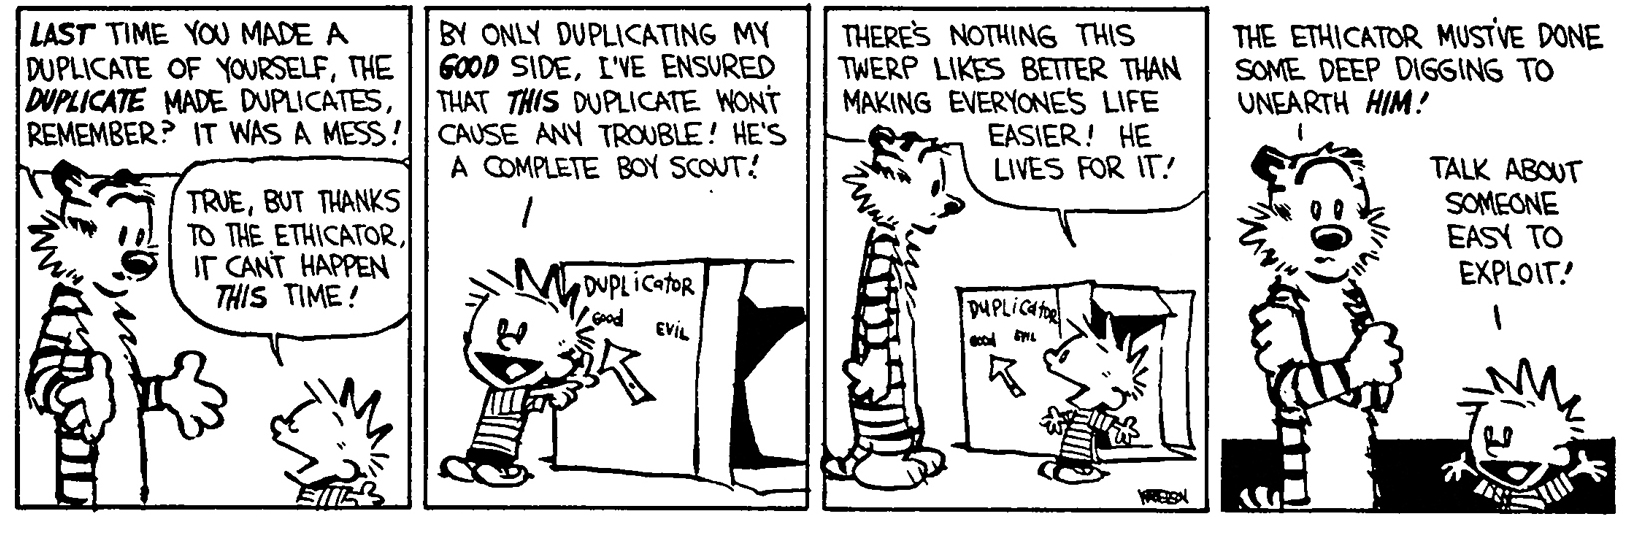 LAST TIME YOU MADE A
DUPLICATE OF YOURSELF, THE
DUPLICATE MADE DUPLICATES,
REMEMBER? IT WAS A MESS!
TRUE, BUT THANKS
TO THE ETHICATOR,
IT CAN'T HAPPEN
THIS TIME!
BY ONLY DUPLICATING MY
GOOD SIDE, I'VE ENSURED
THAT THIS DUPLICATE WON'T
CAUSE ANY TROUBLE! HE'S
A COMPLETE BOY SCOUT!
DUPLICATOR
GOOD
EVIL
THERE'S NOTHING THIS
TWERP LIKES BETTER THAN
MAKING EVERYONE'S LIFE
EASIER! HE
LIVES FOR IT!
DUPLICATOR
GOOD
EVIL
WATTERSON
THE ETHICATOR MUST'VE DONE
SOME DEEP DIGGING TO
UNEARTH HIM!
TALK ABOUT
SOMEONE
EASY TO
EXPLOIT!